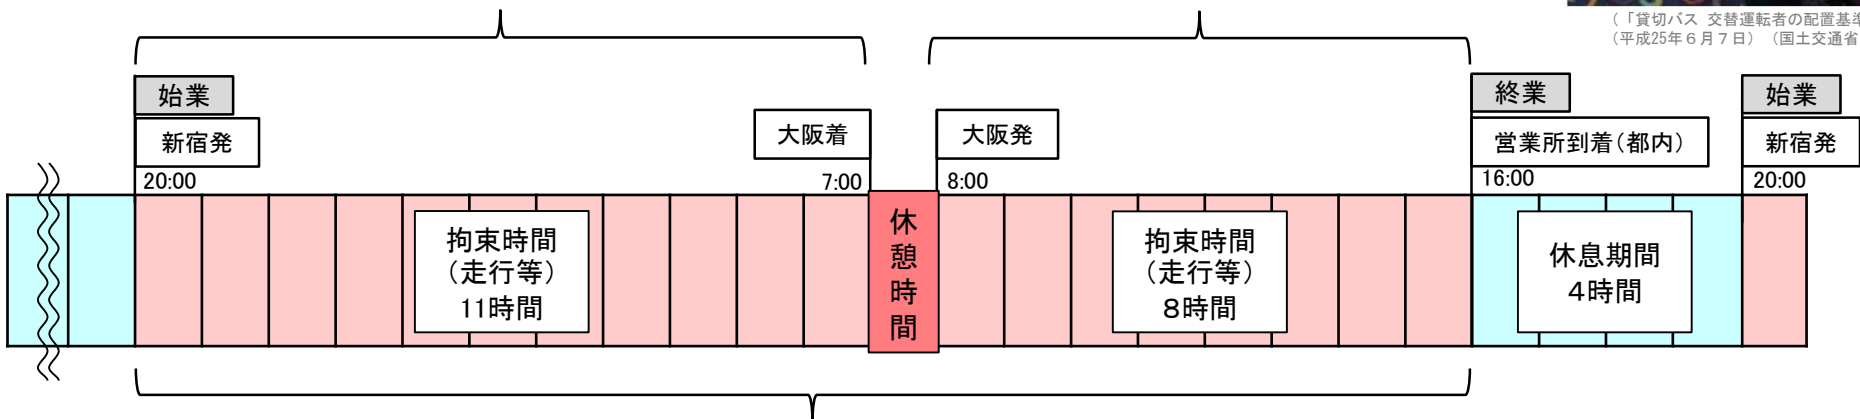 （「貸切バス 交替運転者の配置基準
（平成25年６月７日）（国土交通省
始業
終業
始業
新宿発
大阪着
大阪発
営業所到着（都内）
新宿発
20:00
7:00
8:00
16:00
20:00
拘束時間
（走行等）
11時間
休憩時間
拘束時間
（走行等）
８時間
休息期間
４時間